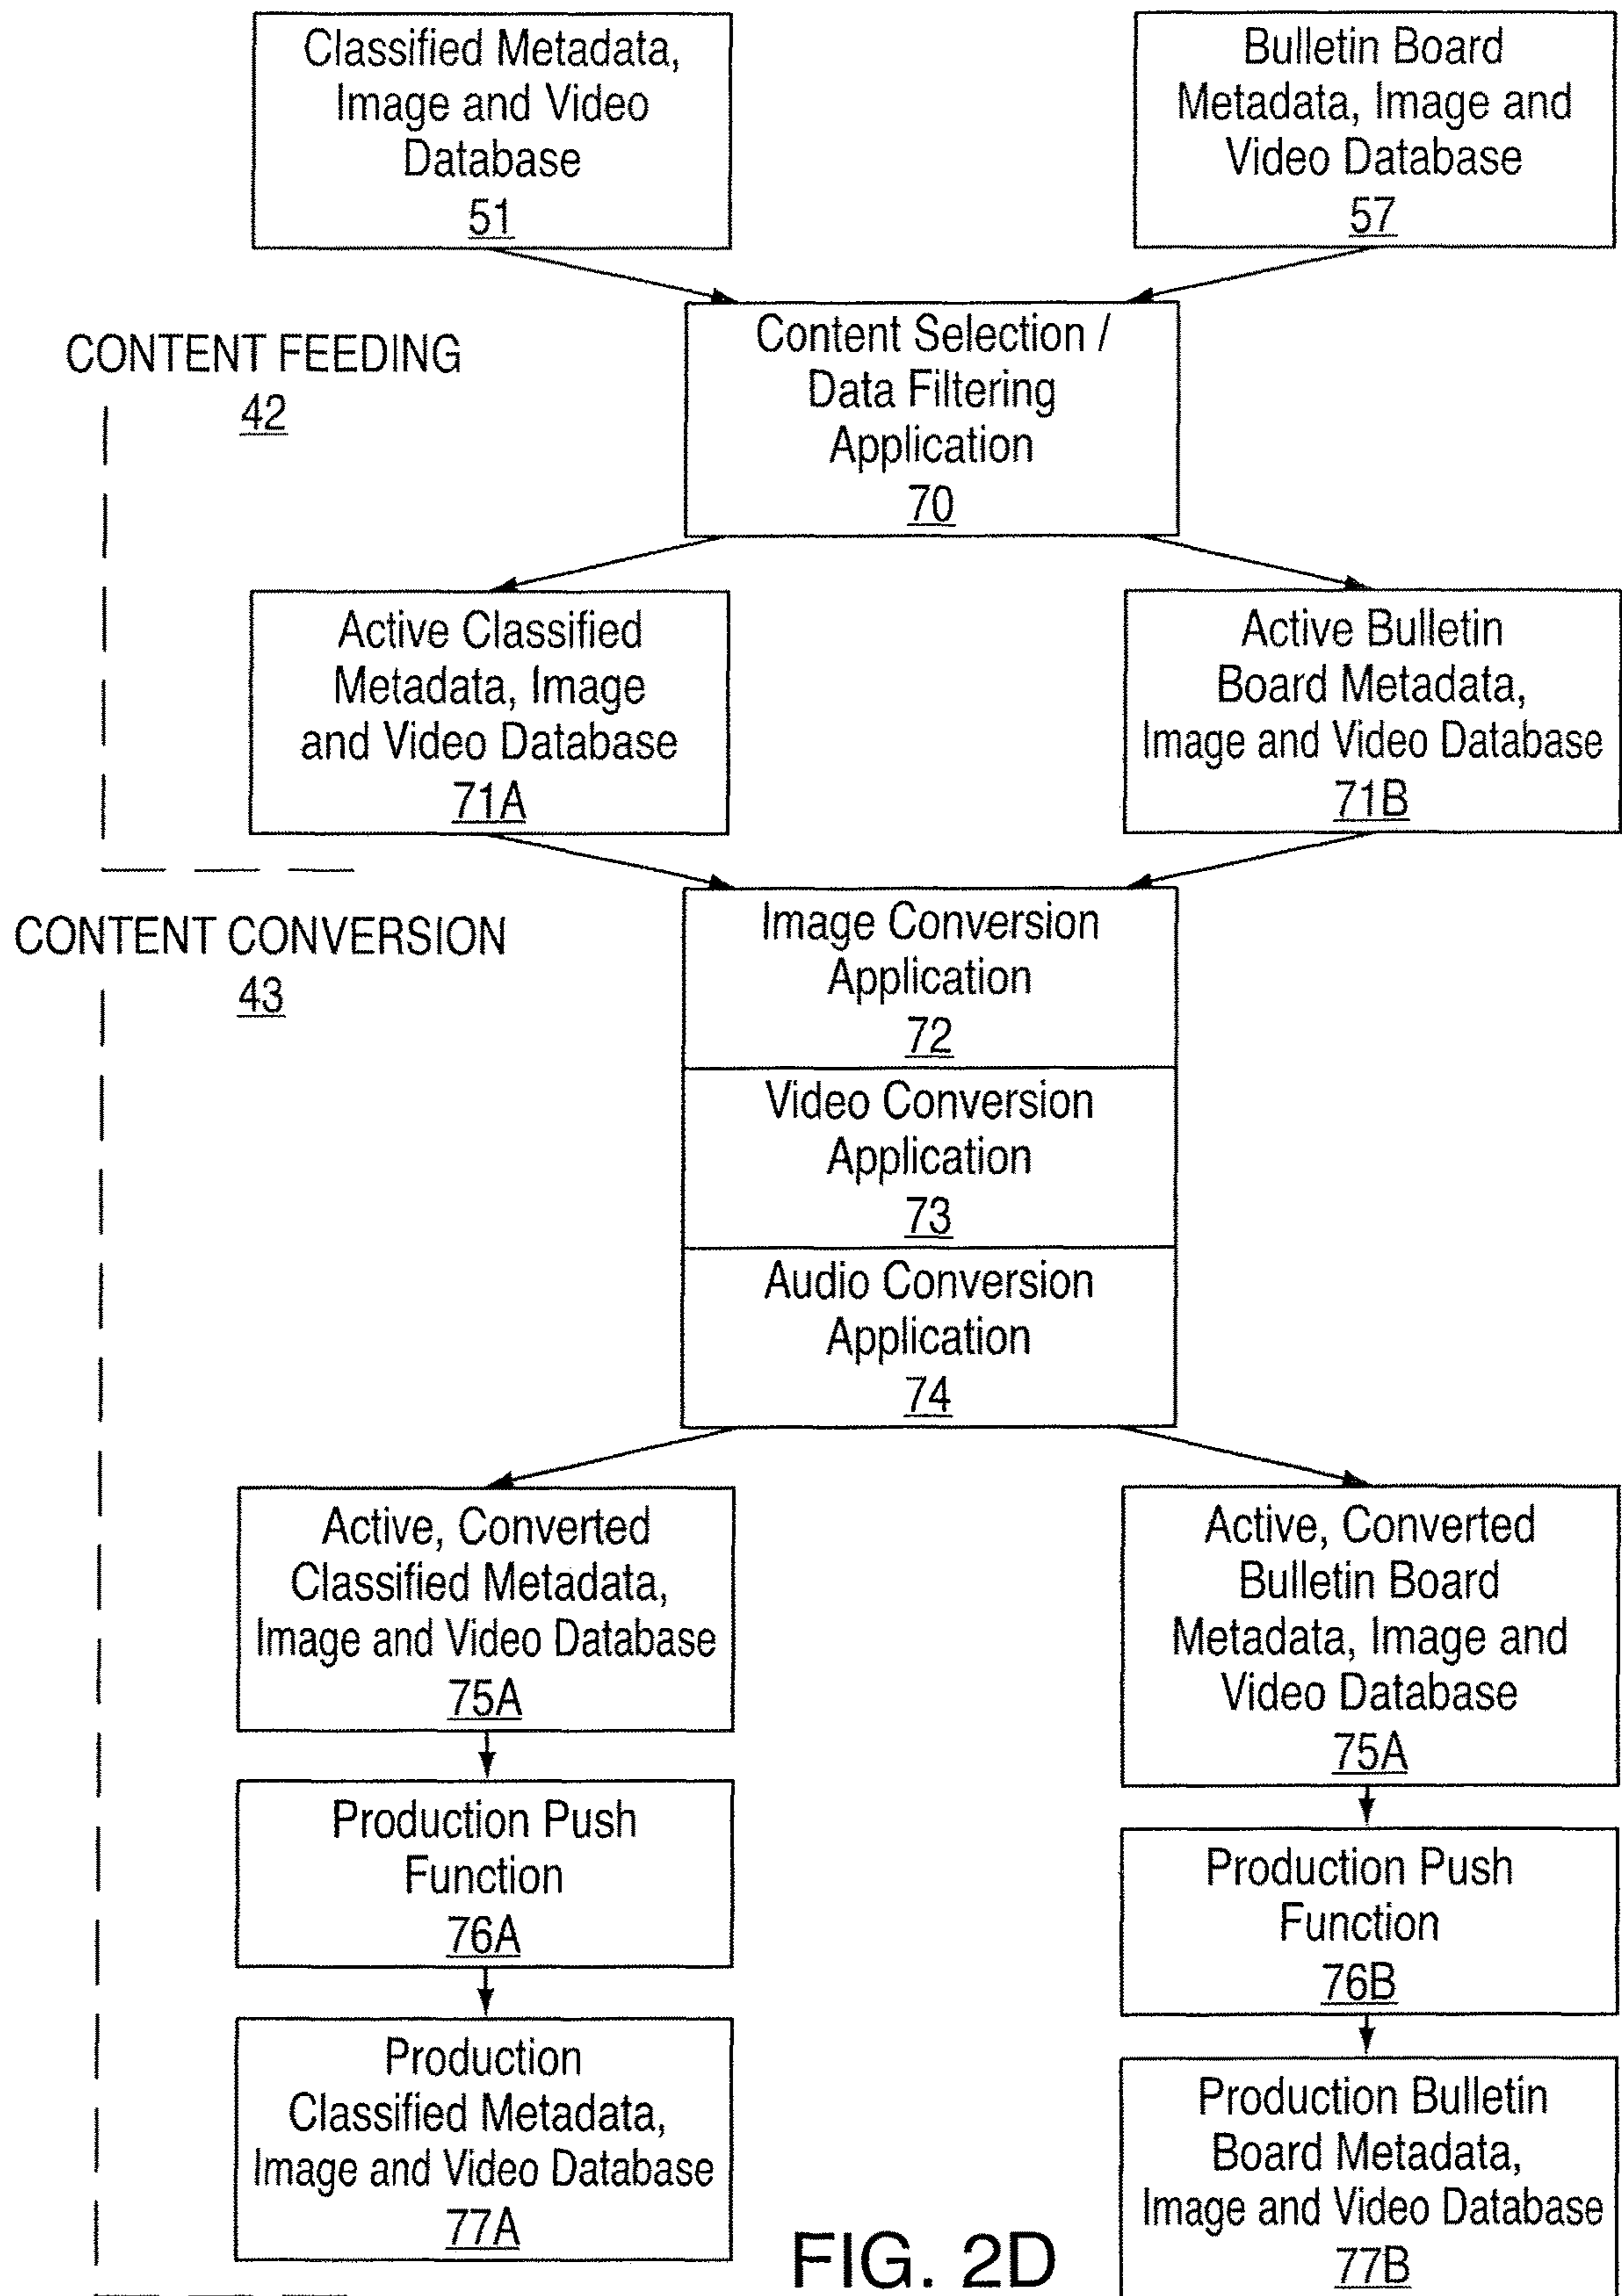 Classified Metadata,
Image and Video
Database
51
Bulletin Board
Metadata, Image and
Video Database
57
CONTENT FEEDING
42
Content Selection /
Data Filtering
Application
70
Active Classified
Metadata, Image
and Video Database
71A
Active Bulletin
Board Metadata,
Image and Video Database
71B
CONTENT CONVERSION
43
Image Conversion
Application
72
Video Conversion
Application
73
Audio Conversion
Application
74
Active, Converted
Classified Metadata,
Image and Video Database
75A
Active, Converted
Bulletin Board
Metadata, Image and
Video Database
75A
Production Push
Function
76A
Production Push
Function
76B
Production
Classified Metadata,
Image and Video Database
77A
Production Bulletin
Board Metadata,
Image and Video Database
77B
FIG. 2D